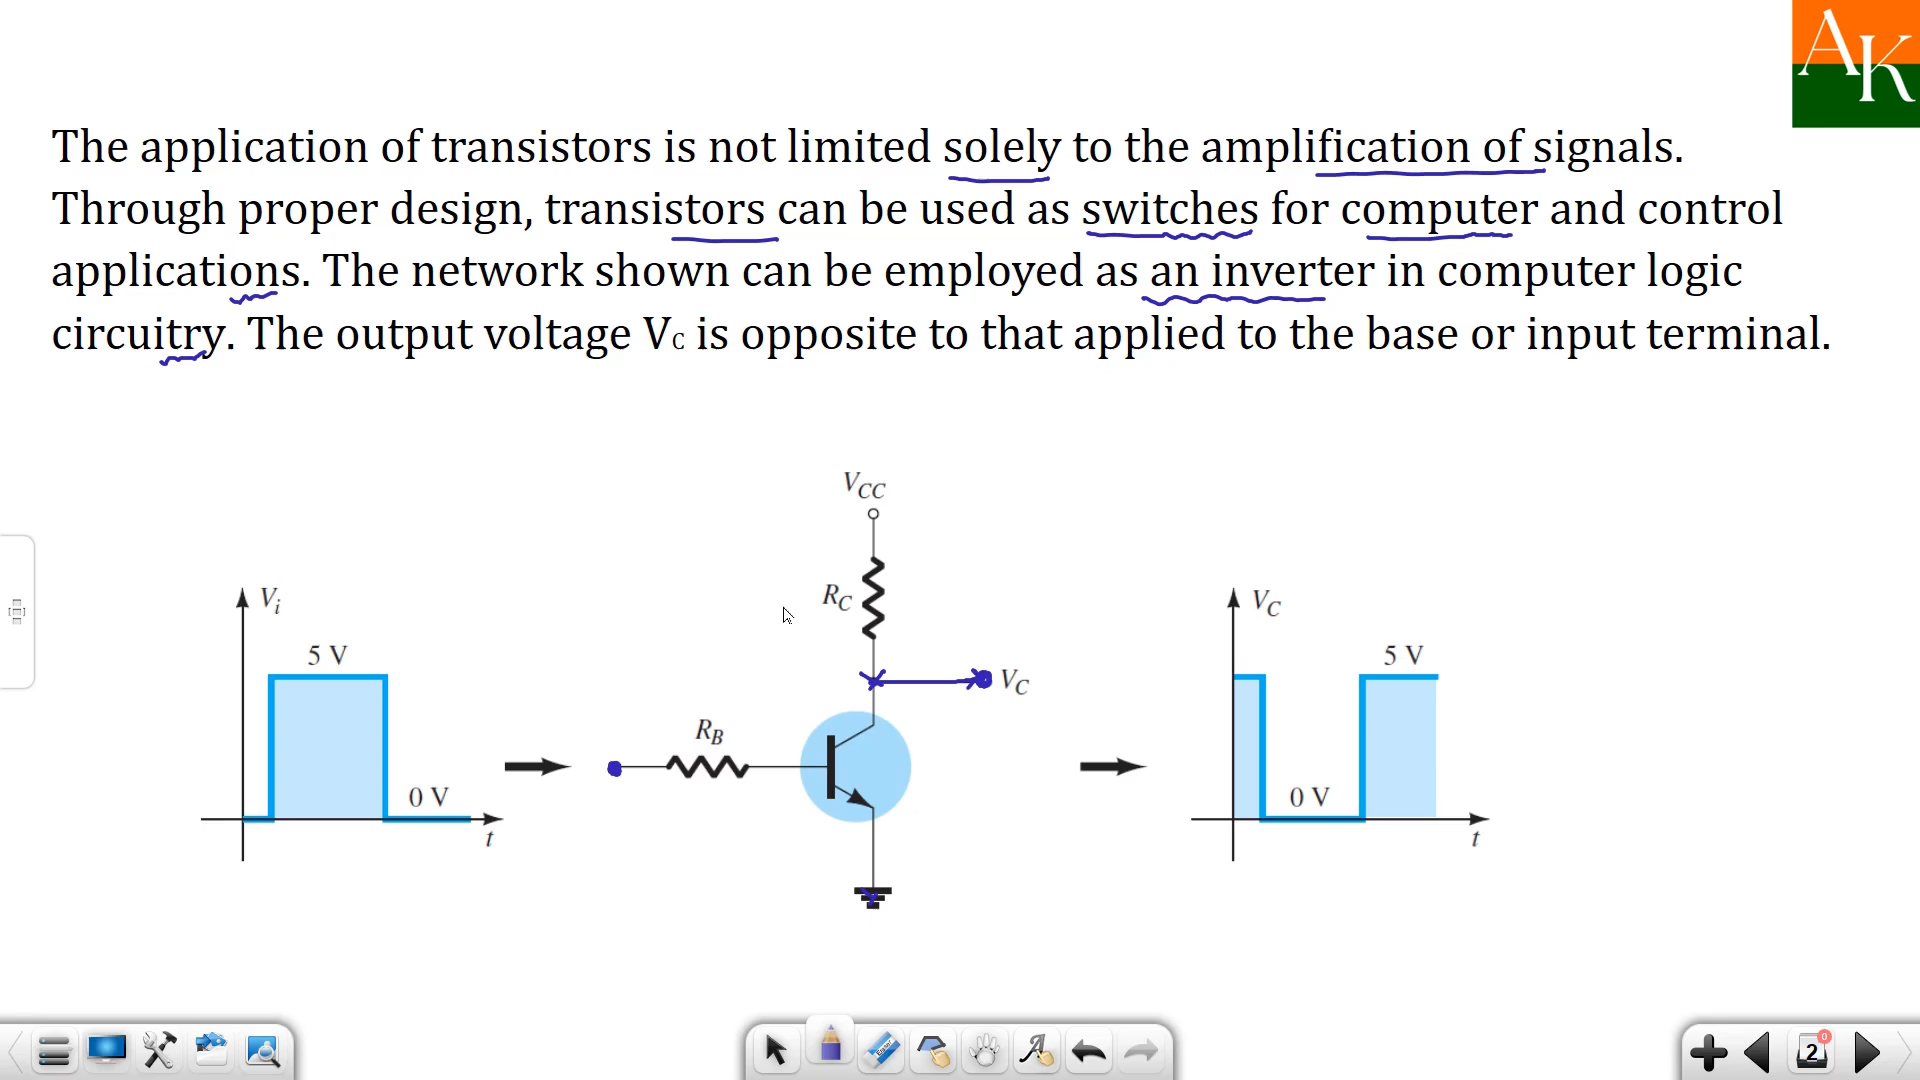 AK
The application of transistors is not limited solely to the amplification of signals.
Through proper design, transistors can be used as switches for computer and control
applications. The network shown can be employed as an inverter in computer logic
circuitry. The output voltage VC is opposite to that applied to the base or input terminal.
VCC
RC
Vi
5 V
0 V
t
RB
VC
VC
5 V
0 V
t
Eraser
A
2
0